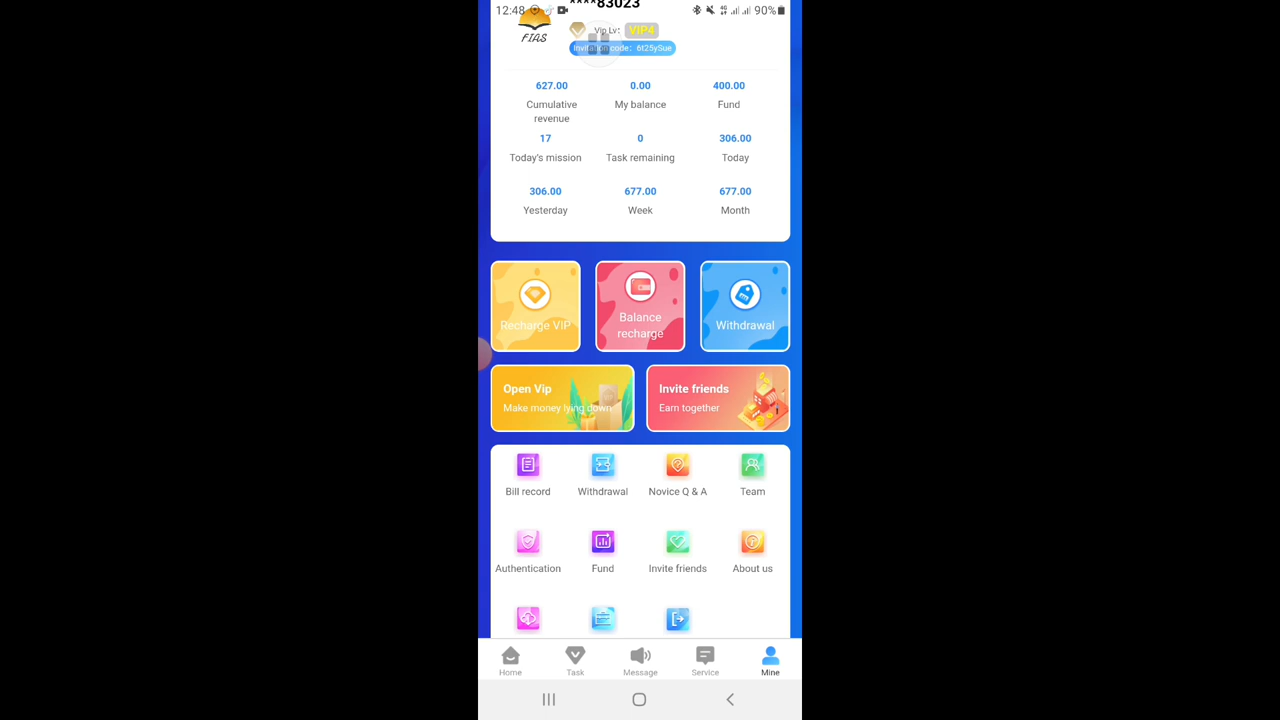 12:48
90%
****83023
FIAS
Vip Lv: VIP4
Invitation code: 6t25ySue
627.00 0.00 400.00
Cumulative revenue My balance Fund
17 0 306.00
Today's mission Task remaining Today
306.00 677.00 677.00
Yesterday Week Month
Recharge VIP
Balance recharge
Withdrawal
Open Vip
Make money lying down
Invite friends
Earn together
Bill record Withdrawal Novice Q & A Team
Authentication Fund Invite friends About us
Home Task Message Service Mine